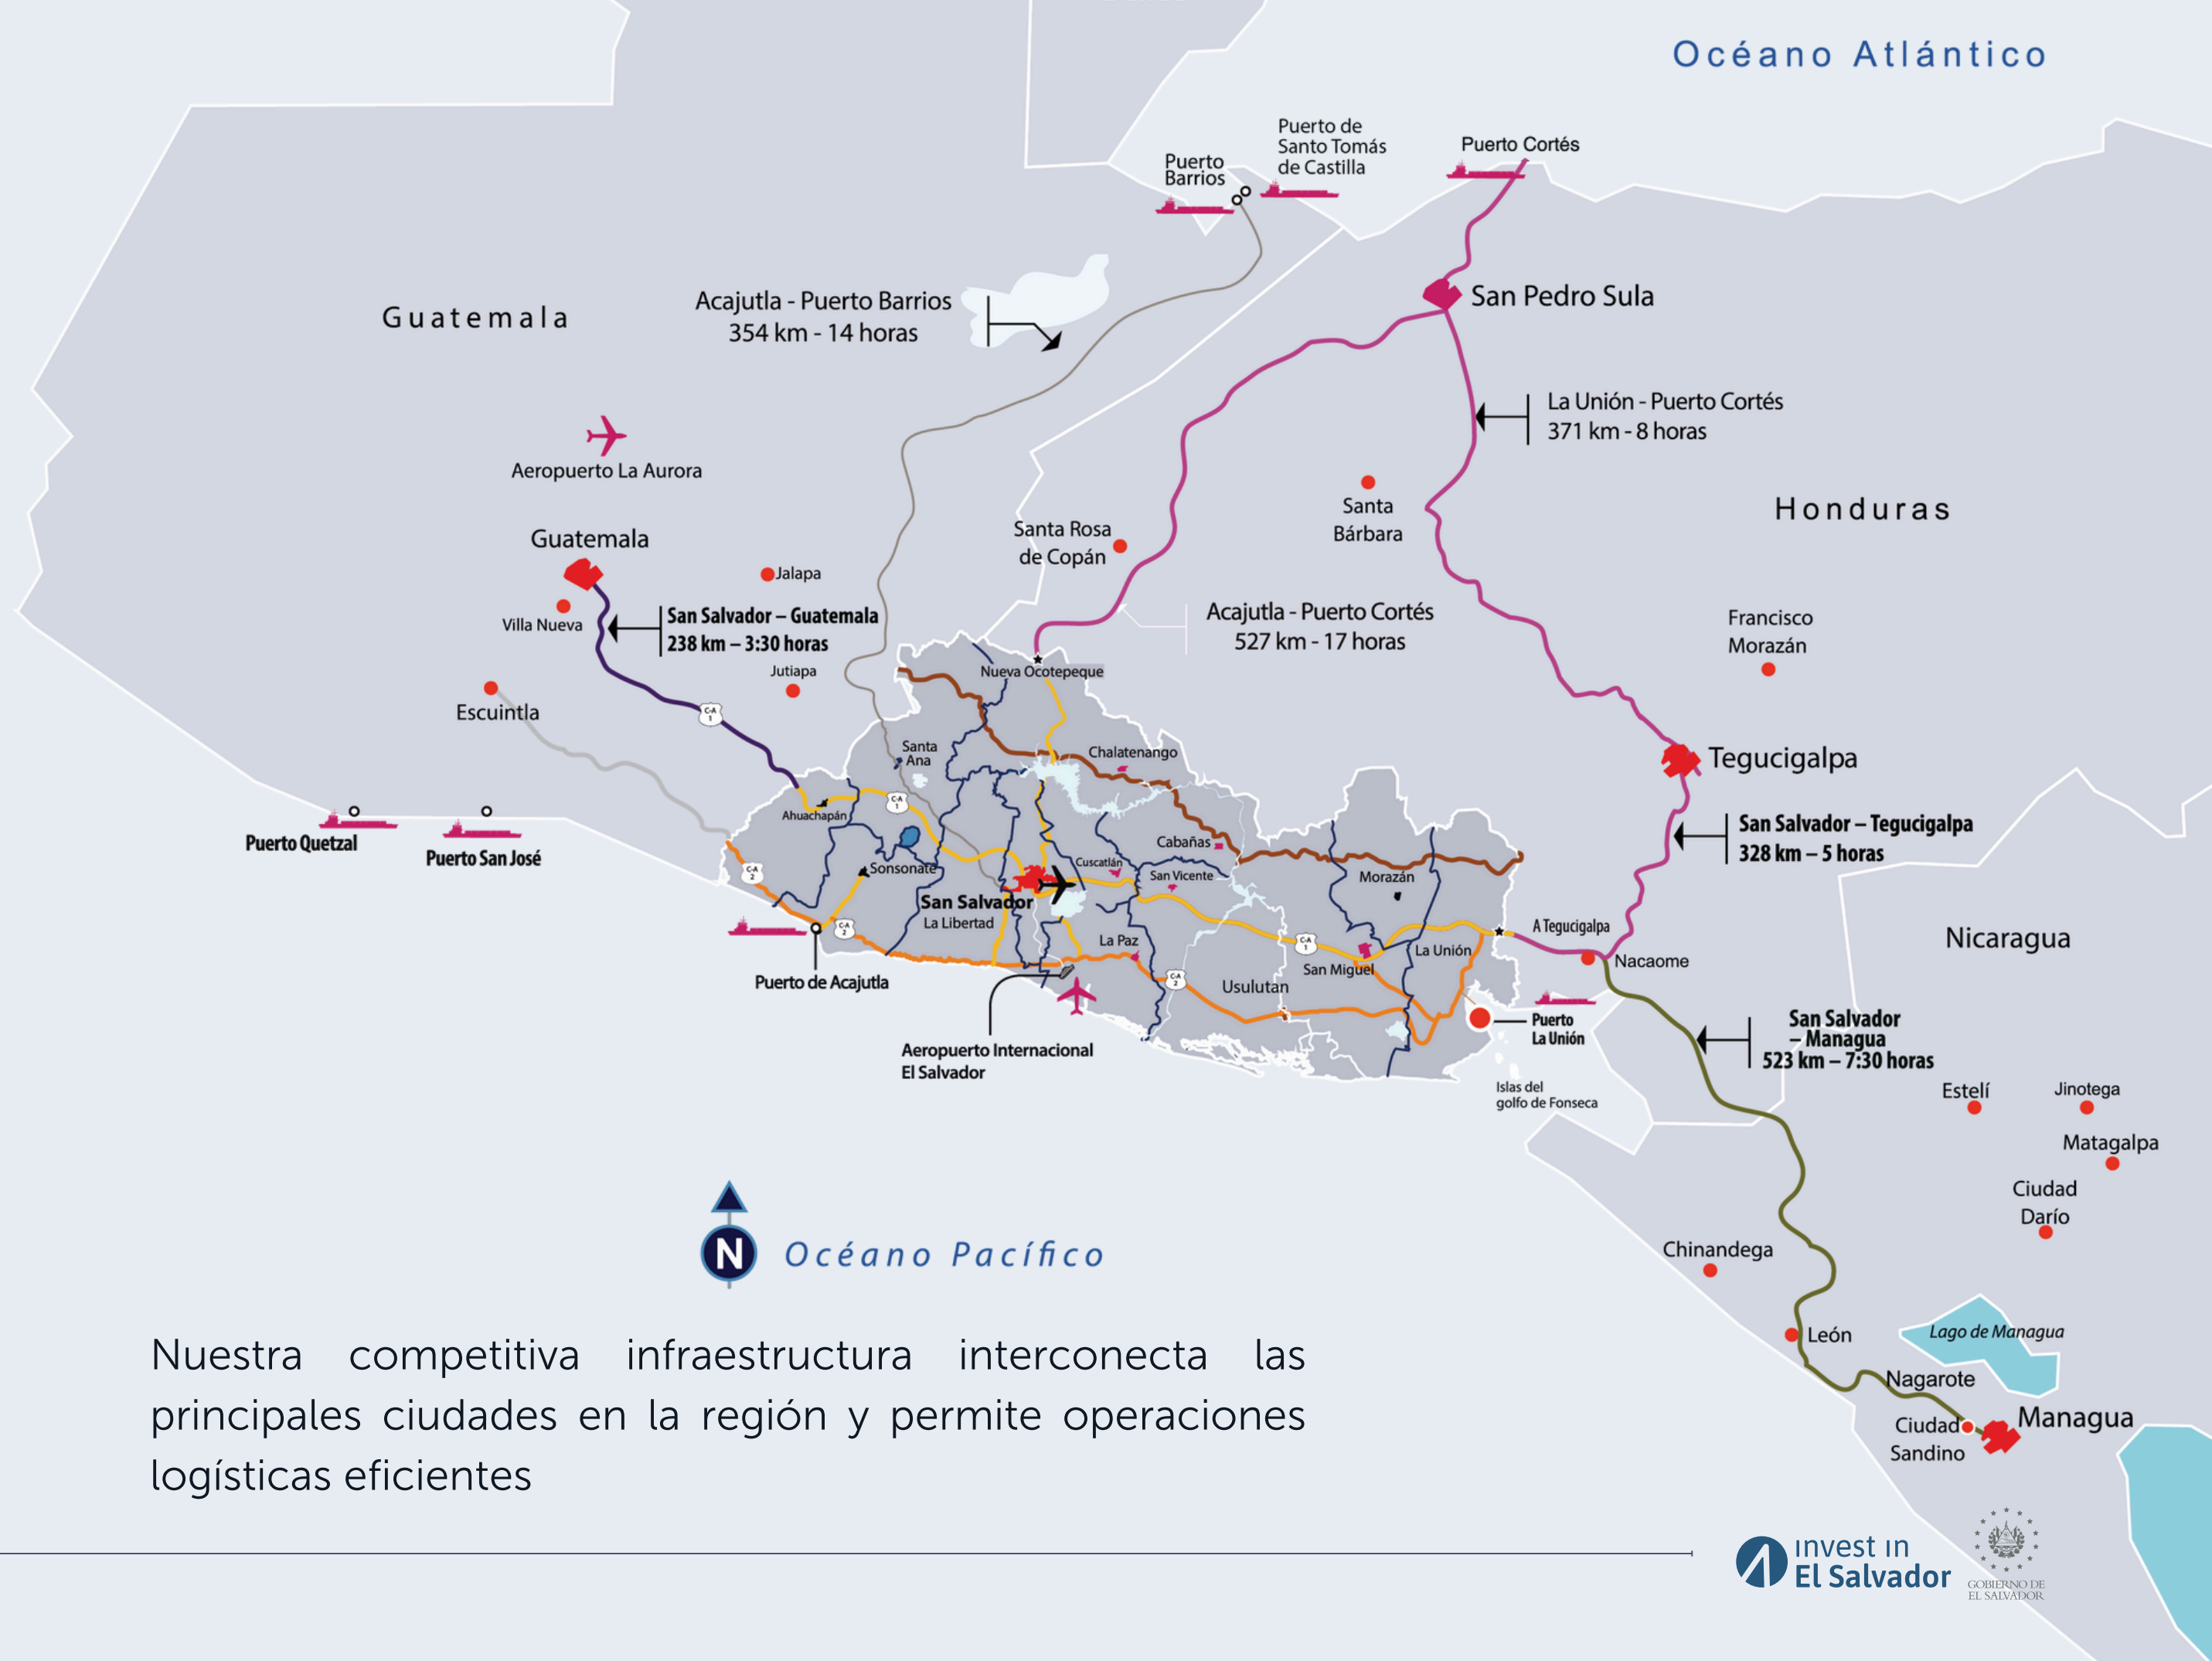 Océano Atlántico
Puerto de
Santo Tomás
de Castilla
Puerto
Barrios
Puerto Cortés
Acajutla - Puerto Barrios
354 km - 14 horas
Guatemala
San Pedro Sula
La Unión - Puerto Cortés
371 km - 8 horas
Aeropuerto La Aurora
Santa
Bárbara
Honduras
Santa Rosa
de Copán
Guatemala
Jalapa
Villa Nueva
San Salvador – Guatemala
238 km – 3:30 horas
Acajutla - Puerto Cortés
527 km - 17 horas
Francisco
Morazán
Jutiapa
Nueva Ocotepeque
Escuintla
C-A
1
Santa
Ana
Chalatenango
Tegucigalpa
C-A
1
Ahuachapán
Puerto Quetzal
Puerto San José
Cabañas
San Salvador – Tegucigalpa
328 km – 5 horas
C-A
2
Sonsonate
Cuscatlán
San Vicente
Morazán
San Salvador
La Libertad
C-A
2
La Paz
C-A
1
San Miguel
La Unión
A Tegucigalpa
Nacaome
Nicaragua
Puerto de Acajutla
C-A
2
Usulutan
Puerto
La Unión
San Salvador
– Managua
523 km – 7:30 horas
Aeropuerto Internacional
El Salvador
Islas del
golfo de Fonseca
Estelí
Jinotega
Matagalpa
Ciudad
Darío
N
Océano Pacífico
Chinandega
León
Lago de Managua
Nagarote
Ciudad
Sandino
Managua
Nuestra competitiva infraestructura interconecta las
principales ciudades en la región y permite operaciones
logísticas eficientes
invest in
El Salvador
GOBIERNO DE
EL SALVADOR